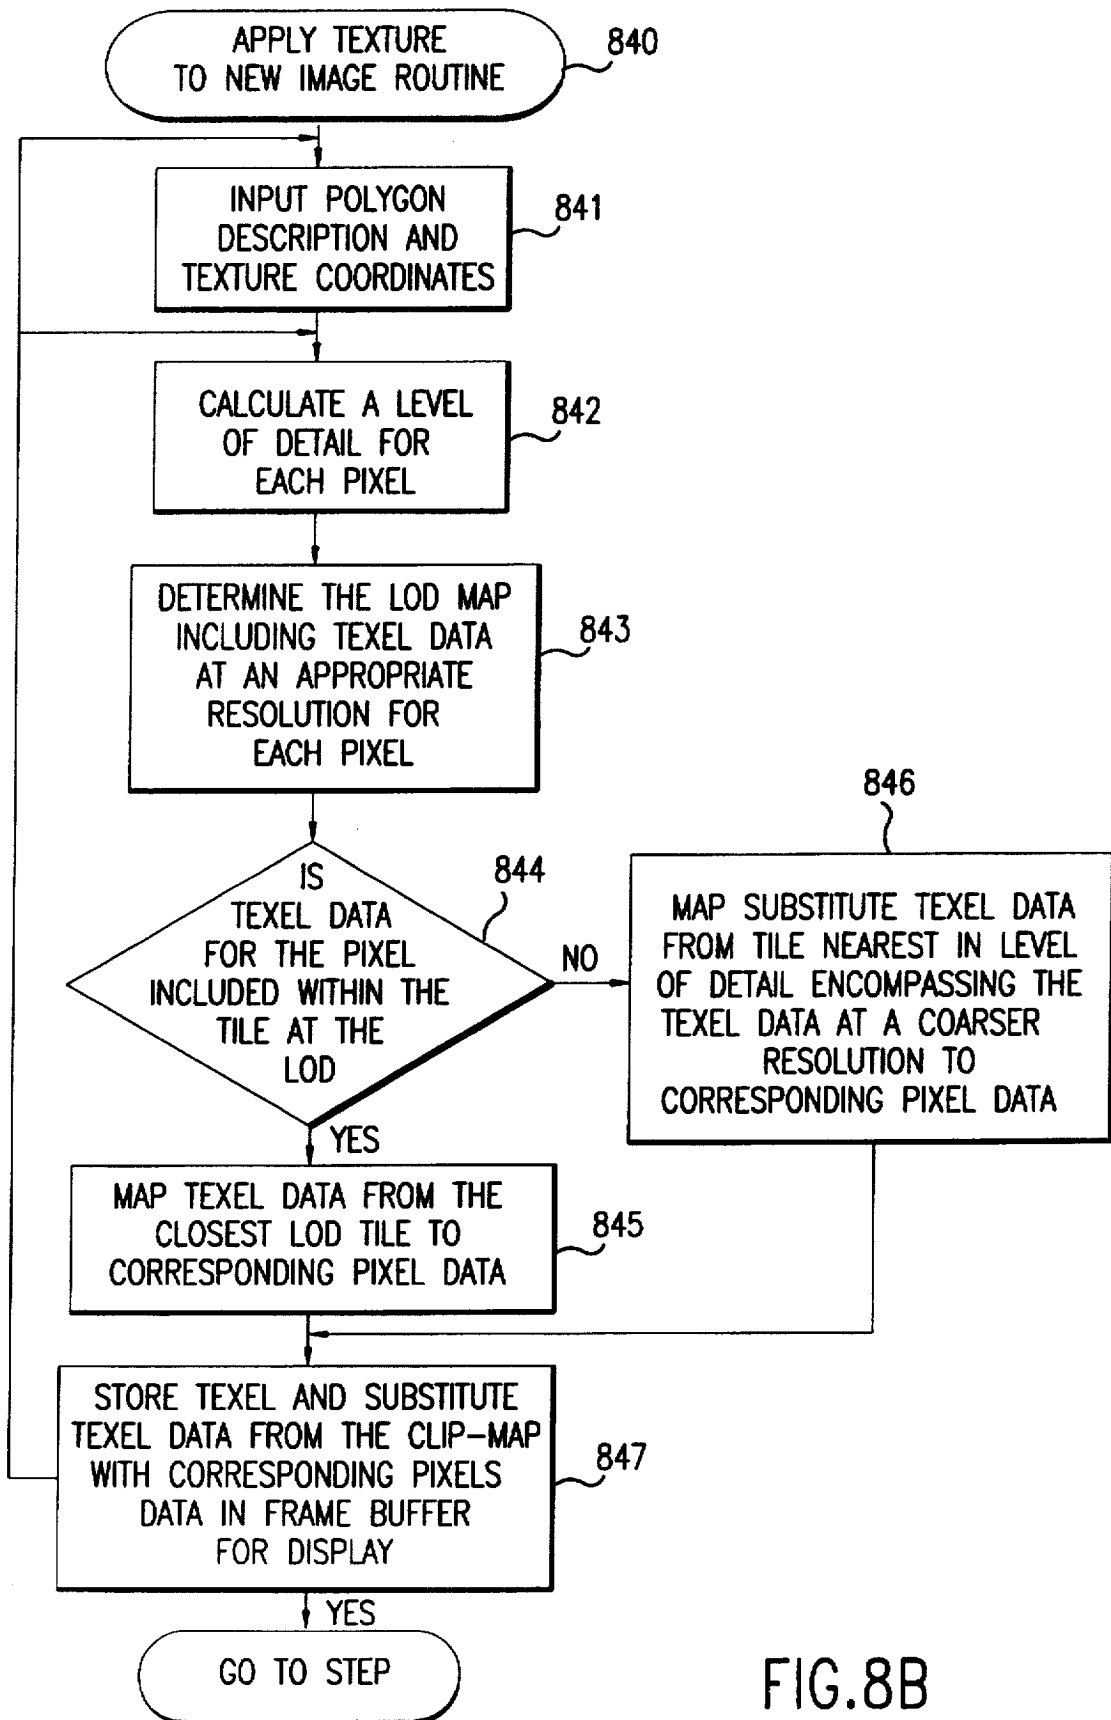 APPLY TEXTURE
TO NEW IMAGE ROUTINE
840
INPUT POLYGON
DESCRIPTION AND
TEXTURE COORDINATES
841
CALCULATE A LEVEL
OF DETAIL FOR
EACH PIXEL
842
DETERMINE THE LOD MAP
INCLUDING TEXEL DATA
AT AN APPROPRIATE
RESOLUTION FOR
EACH PIXEL
843
IS
TEXEL DATA
FOR THE PIXEL
INCLUDED WITHIN THE
TILE AT THE
LOD
844
NO
846
MAP SUBSTITUTE TEXEL DATA
FROM TILE NEAREST IN LEVEL
OF DETAIL ENCOMPASSING THE
TEXEL DATA AT A COARSER
RESOLUTION TO
CORRESPONDING PIXEL DATA
YES
MAP TEXEL DATA FROM THE
CLOSEST LOD TILE TO
CORRESPONDING PIXEL DATA
845
STORE TEXEL AND SUBSTITUTE
TEXEL DATA FROM THE CLIP-MAP
WITH CORRESPONDING PIXELS
DATA IN FRAME BUFFER
FOR DISPLAY
847
YES
GO TO STEP
FIG.8B